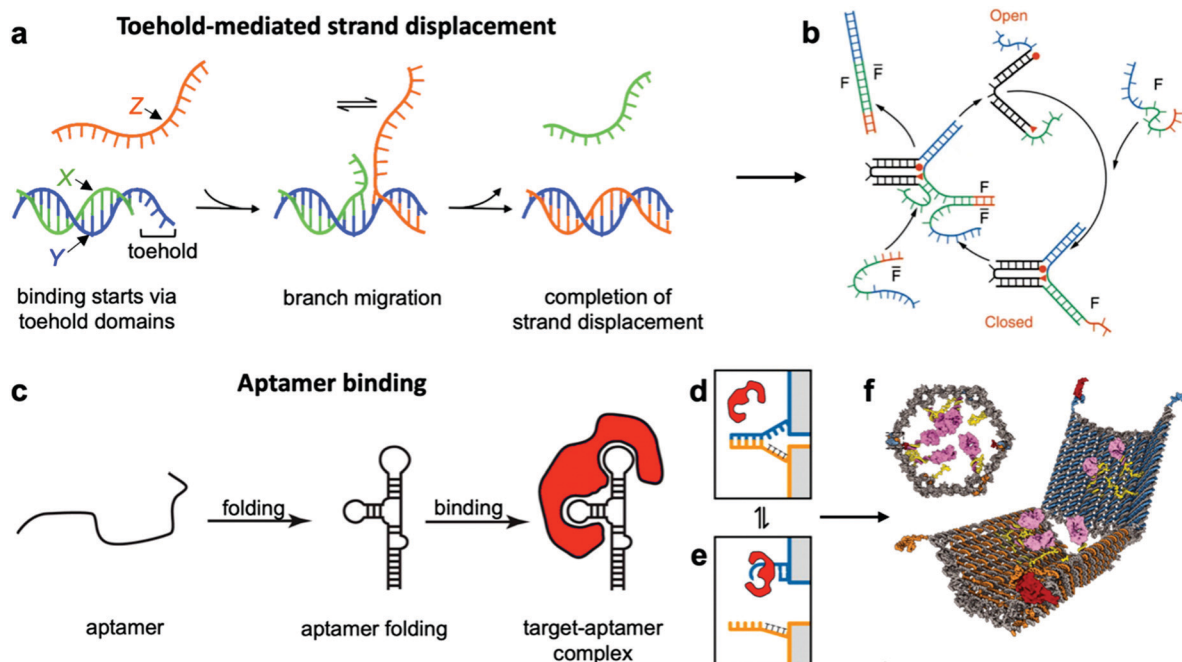 a
Toehold-mediated strand displacement
Z
X
Y
toehold
binding starts via
toehold domains
branch migration
completion of
strand displacement
b
Open
F
F̅
F
F
F̅
F̅
F
Closed
c
Aptamer binding
folding
binding
aptamer
aptamer folding
target-aptamer
complex
d
e
f